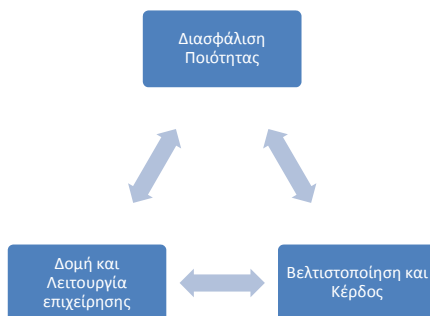 Διασφάλιση
Ποιότητας
Δομή και
Λειτουργία
επιχείρησης
Βελτιστοποίηση και
Κέρδος